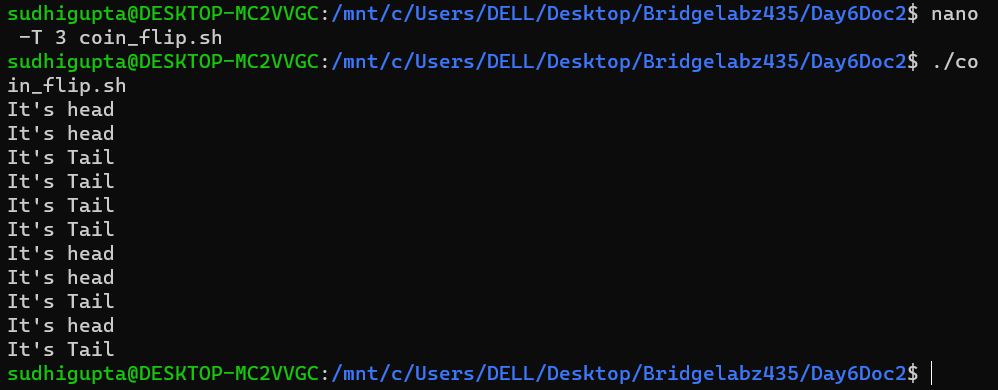 sudhigupta@DESKTOP-MC2VVGC:/mnt/c/Users/DELL/Desktop/Bridgelabz435/Day6Doc2$ nano
 -T 3 coin_flip.sh
sudhigupta@DESKTOP-MC2VVGC:/mnt/c/Users/DELL/Desktop/Bridgelabz435/Day6Doc2$ ./co
in_flip.sh
It's head
It's head
It's Tail
It's Tail
It's Tail
It's Tail
It's head
It's head
It's Tail
It's head
It's Tail
sudhigupta@DESKTOP-MC2VVGC:/mnt/c/Users/DELL/Desktop/Bridgelabz435/Day6Doc2$